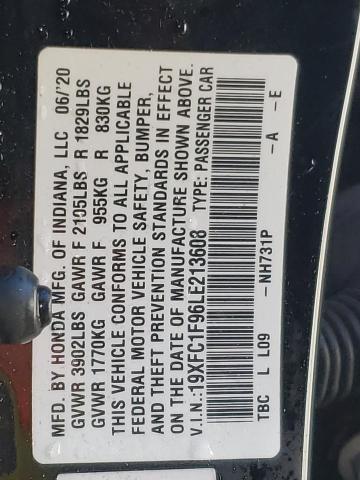 MFD. BY HONDA MFG. OF INDIANA, LLC 06/'20
GVWR 3902LBS GAWR F 2105LBS R 1829LBS
GVWR 1770KG GAWR F 955KG R 830KG
THIS VEHICLE CONFORMS TO ALL APPLICABLE
FEDERAL MOTOR VEHICLE SAFETY, BUMPER,
AND THEFT PREVENTION STANDARDS IN EFFECT
ON THE DATE OF MANUFACTURE SHOWN ABOVE.
V.I.N.:19XFC1F96LE213608 TYPE: PASSENGER CAR
TBC L L09 -NH731P -A -E